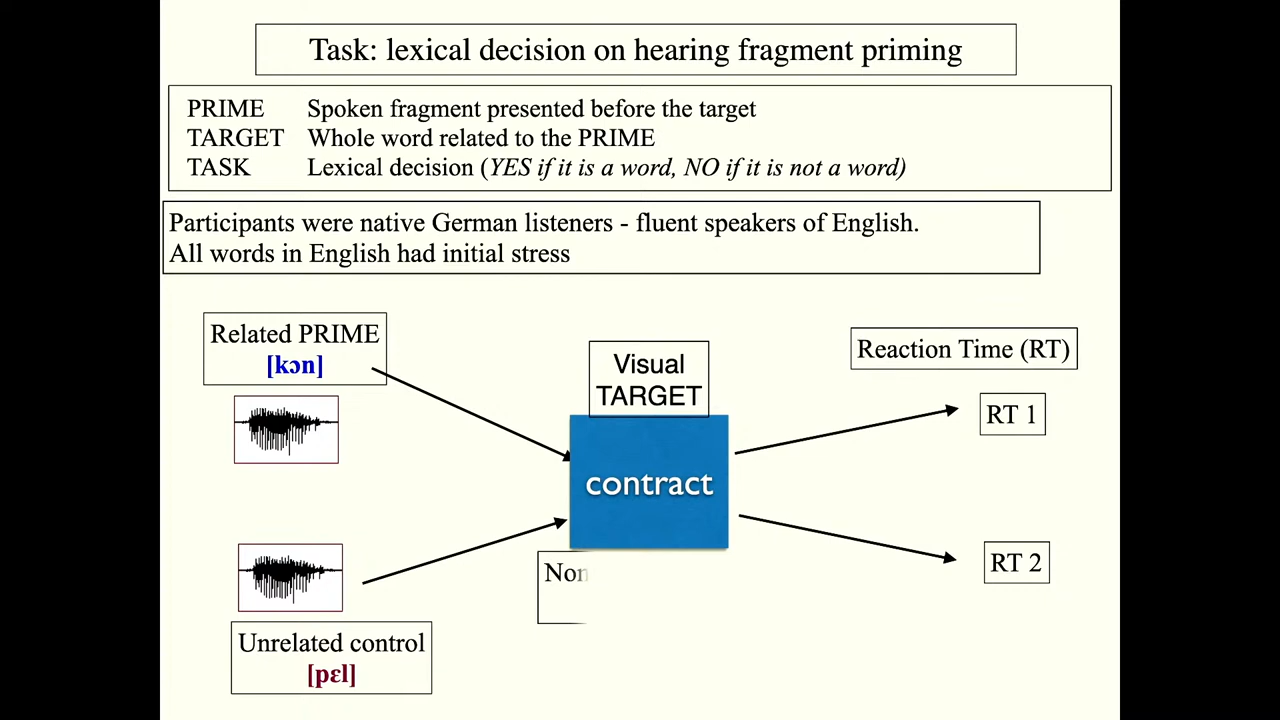 Task: lexical decision on hearing fragment priming
PRIME Spoken fragment presented before the target
TARGET Whole word related to the PRIME
TASK Lexical decision (YES if it is a word, NO if it is not a word)
Participants were native German listeners - fluent speakers of English.
All words in English had initial stress
Related PRIME
[kɔn]
Visual
TARGET
contract
Reaction Time (RT)
RT 1
RT 2
Unrelated control
[pɛl]